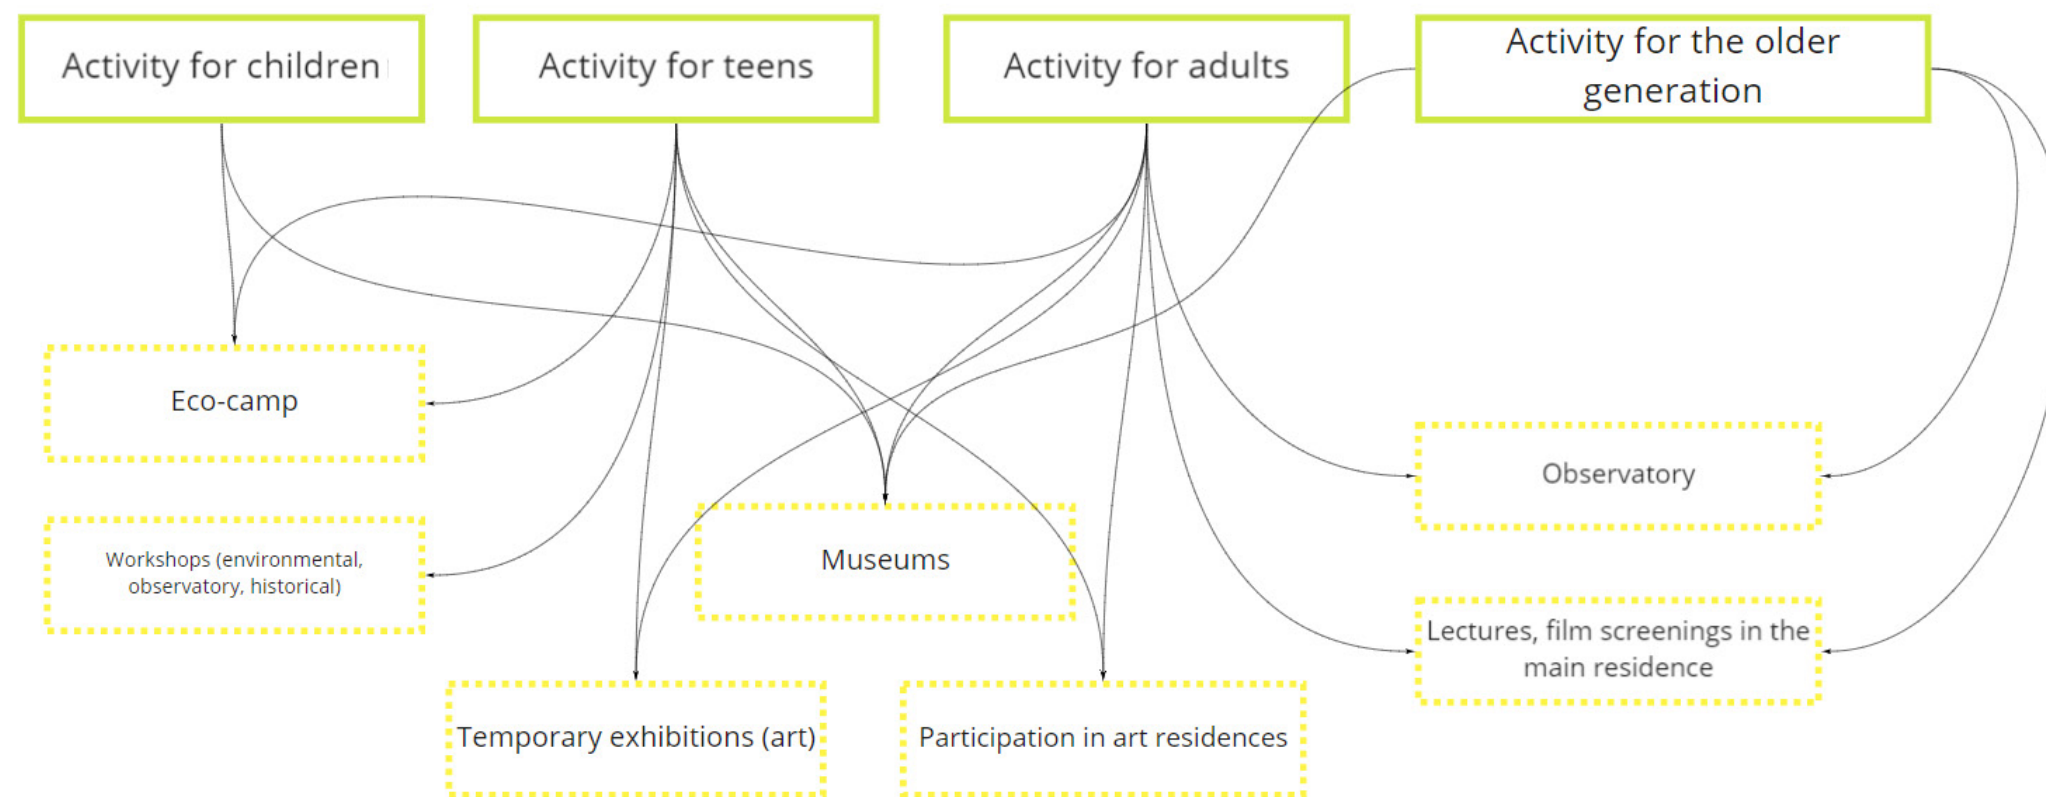 Activity for children
Activity for teens
Activity for adults
Activity for the older
generation
Eco-camp
Observatory
Workshops (environmental,
observatory, historical)
Museums
Lectures, film screenings in the
main residence
Temporary exhibitions (art)
Participation in art residences